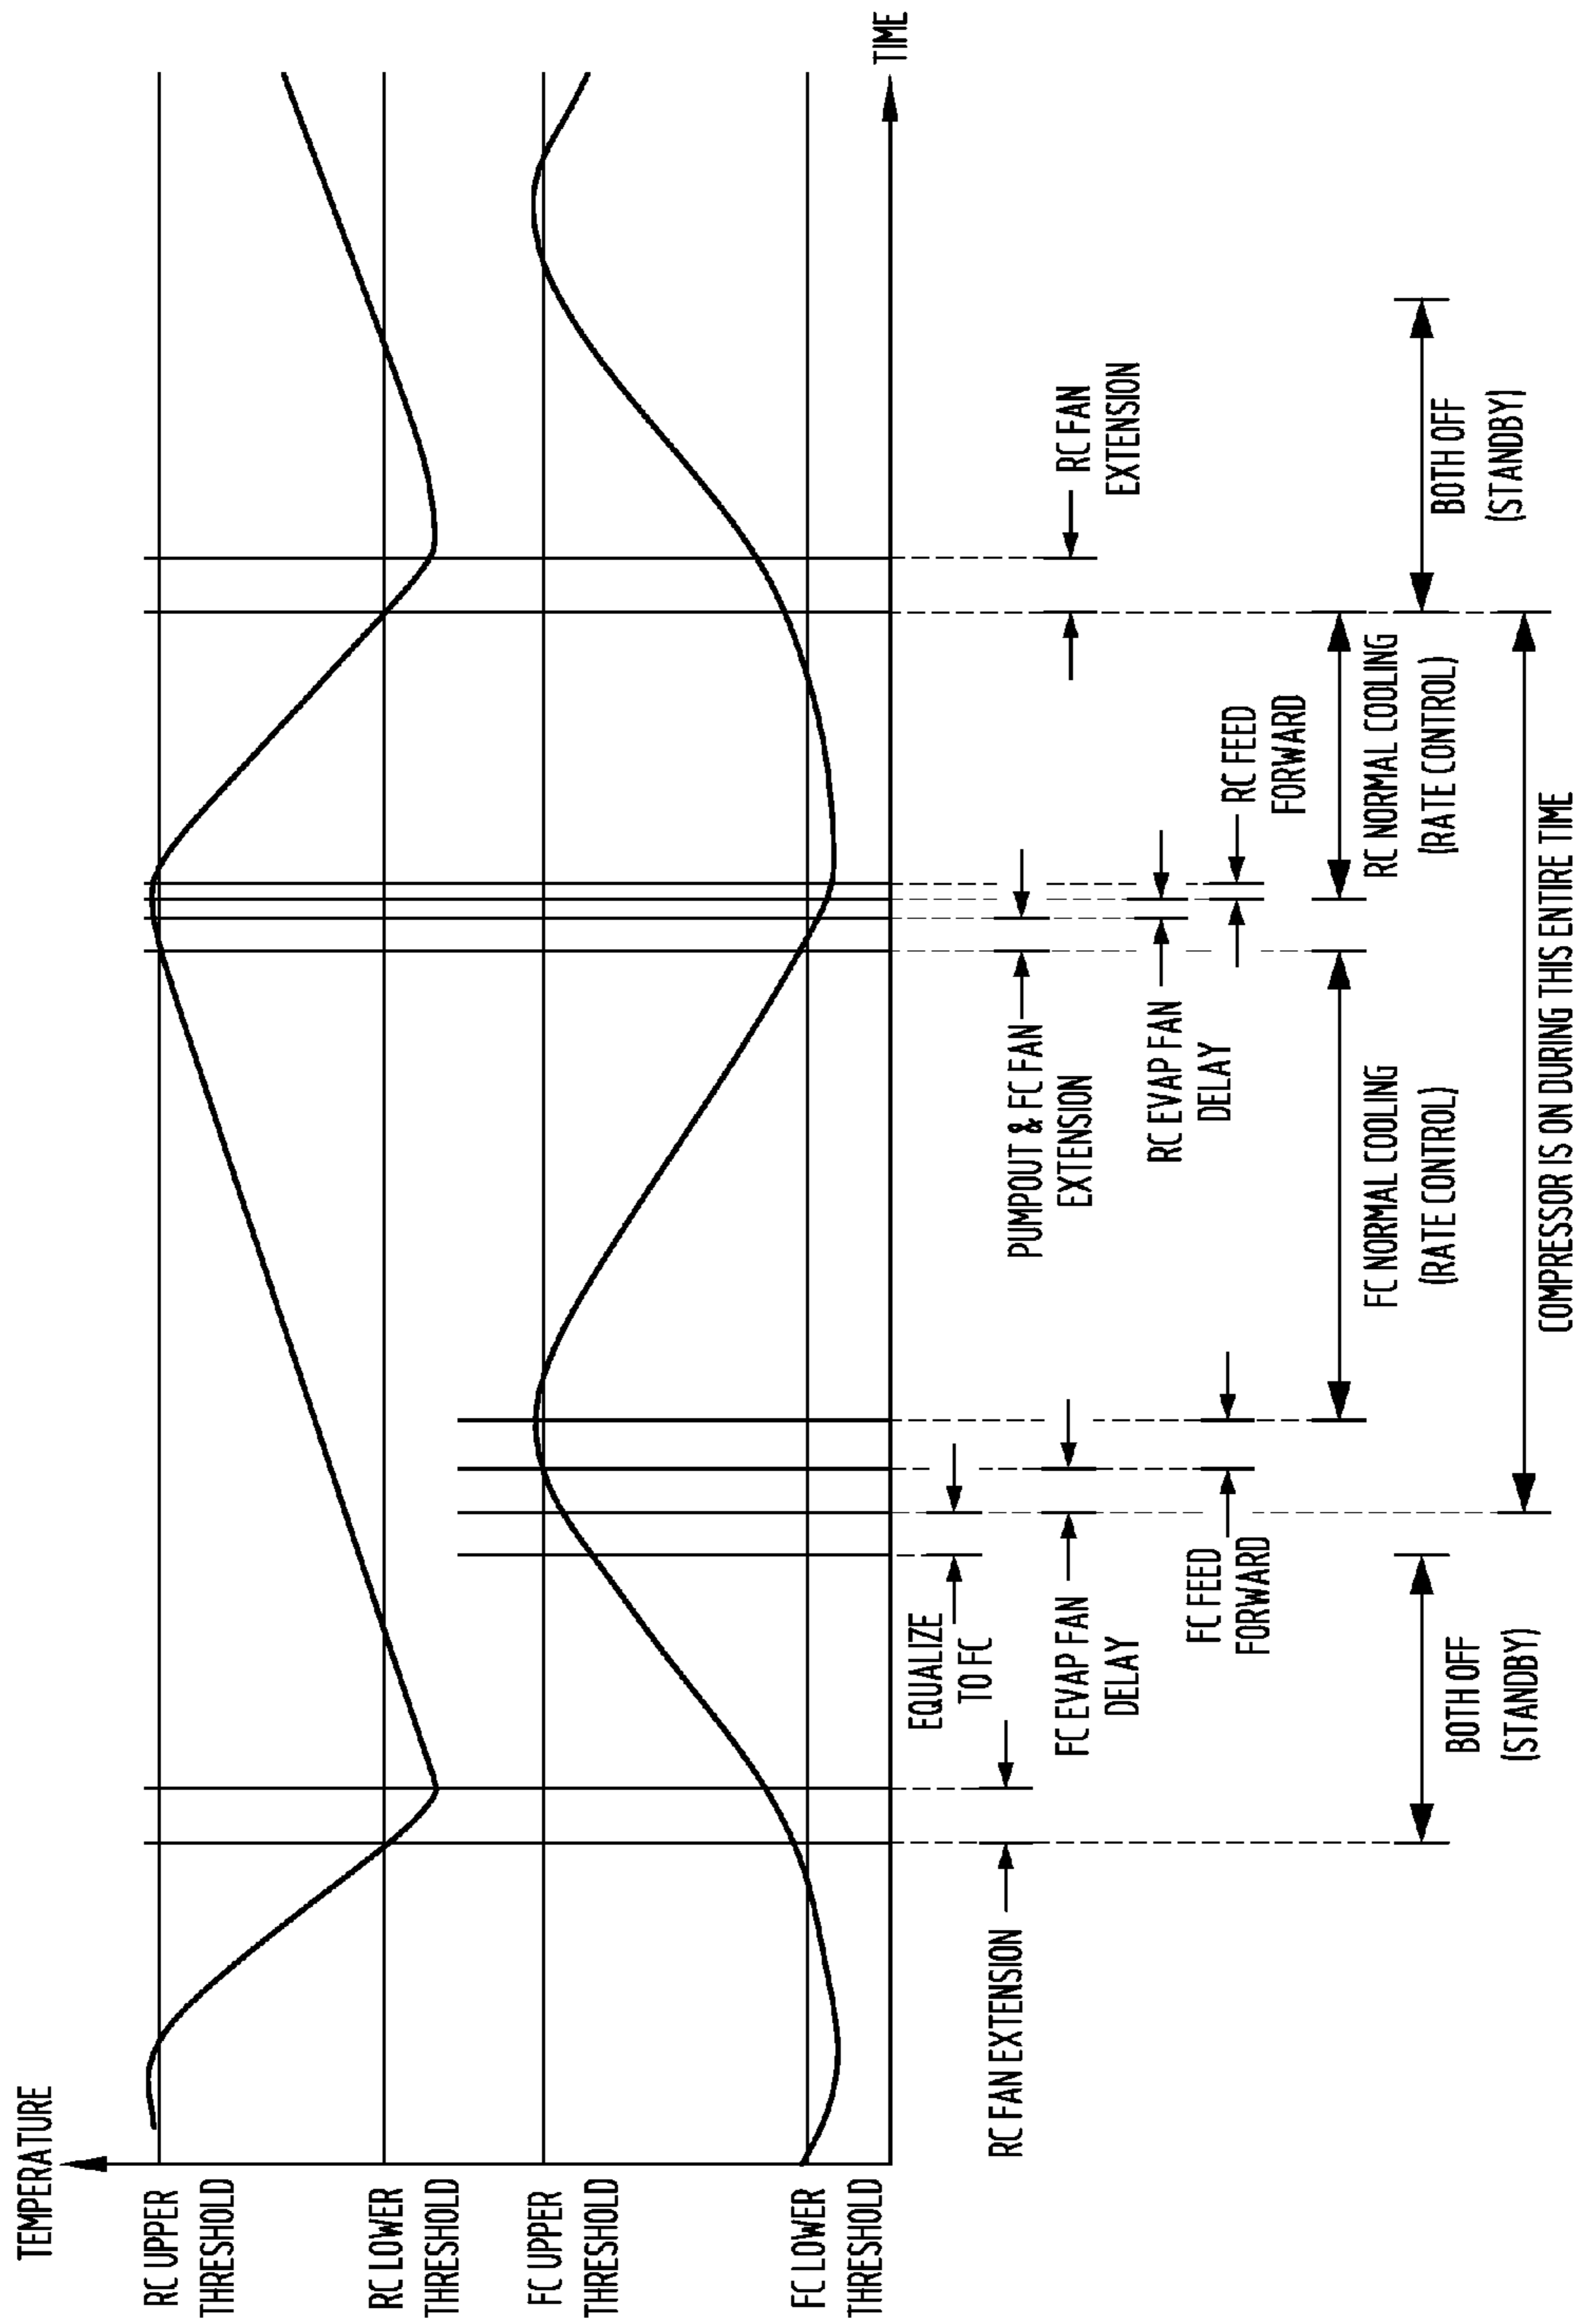 TEMPERATURE
RC UPPER
THRESHOLD
RC LOWER
THRESHOLD
FC UPPER
THRESHOLD
FC LOWER
THRESHOLD
TIME
RC FAN EXTENSION
EQUALIZE
TO FC
FC EVAP FAN
DELAY
FC FEED
FORWARD
BOTH OFF
(STANDBY)
PUMPOUT & FC FAN
EXTENSION
RC EVAP FAN
DELAY
RC FEED
FORWARD
FC NORMAL COOLING
(RATE CONTROL)
RC NORMAL COOLING
(RATE CONTROL)
COMPRESSOR IS ON DURING THIS ENTIRE TIME
RC FAN
EXTENSION
BOTH OFF
(STANDBY)